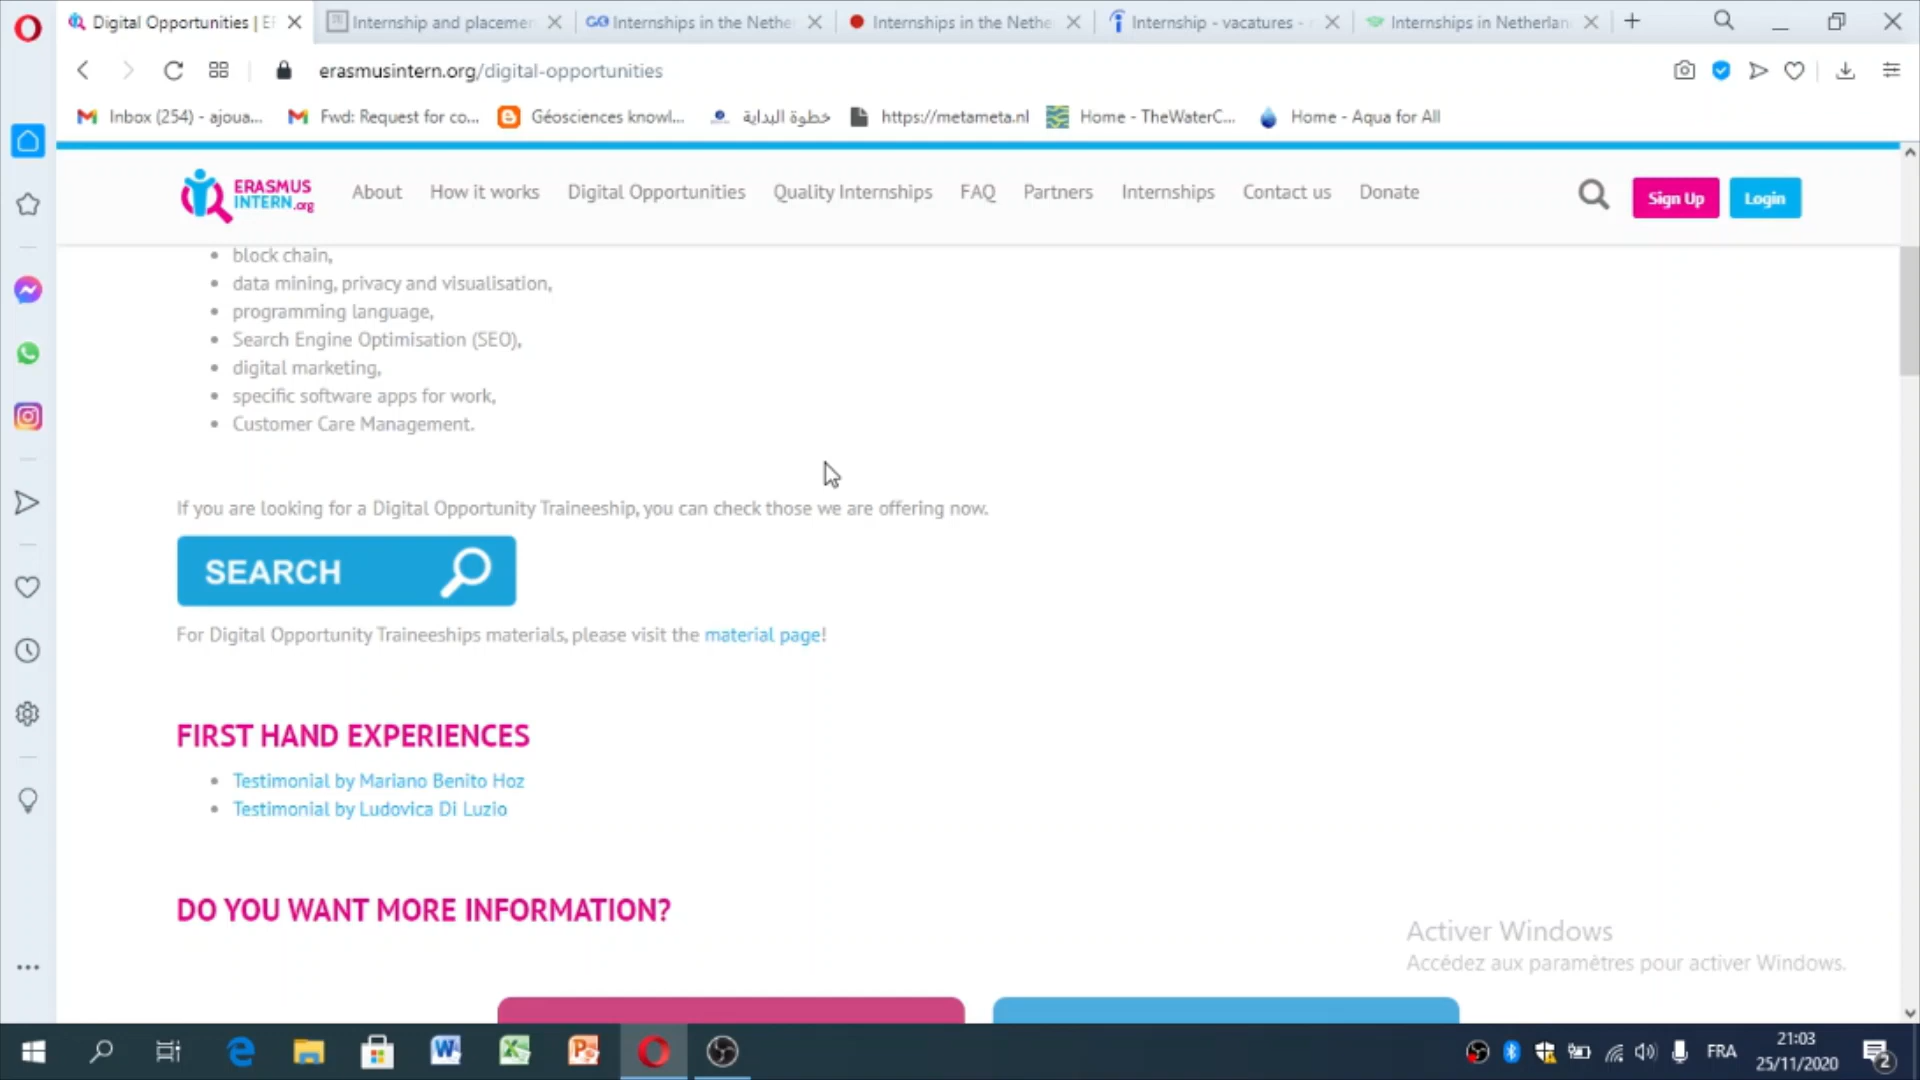 Digital Opportunities | E
Internship and placemen
Internships in the Nethe
Internships in the Nethe
Internship - vacatures -
Internships in Netherlan
erasmusintern.org/digital-opportunities
Inbox (254) - ajoua...
Fwd: Request for co...
Géosciences knowl...
خطوة البداية
https://metameta.nl
Home - TheWaterC...
Home - Aqua for All
ERASMUS
INTERN.org
About
How it works
Digital Opportunities
Quality Internships
FAQ
Partners
Internships
Contact us
Donate
Sign Up
Login
block chain,
data mining, privacy and visualisation,
programming language,
Search Engine Optimisation (SEO),
digital marketing,
specific software apps for work,
Customer Care Management.
If you are looking for a Digital Opportunity Traineeship, you can check those we are offering now.
SEARCH
For Digital Opportunity Traineeships materials, please visit the material page!
FIRST HAND EXPERIENCES
Testimonial by Mariano Benito Hoz
Testimonial by Ludovica Di Luzio
DO YOU WANT MORE INFORMATION?
Activer Windows
Accédez aux paramètres pour activer Windows.
FRA
21:03
25/11/2020
2